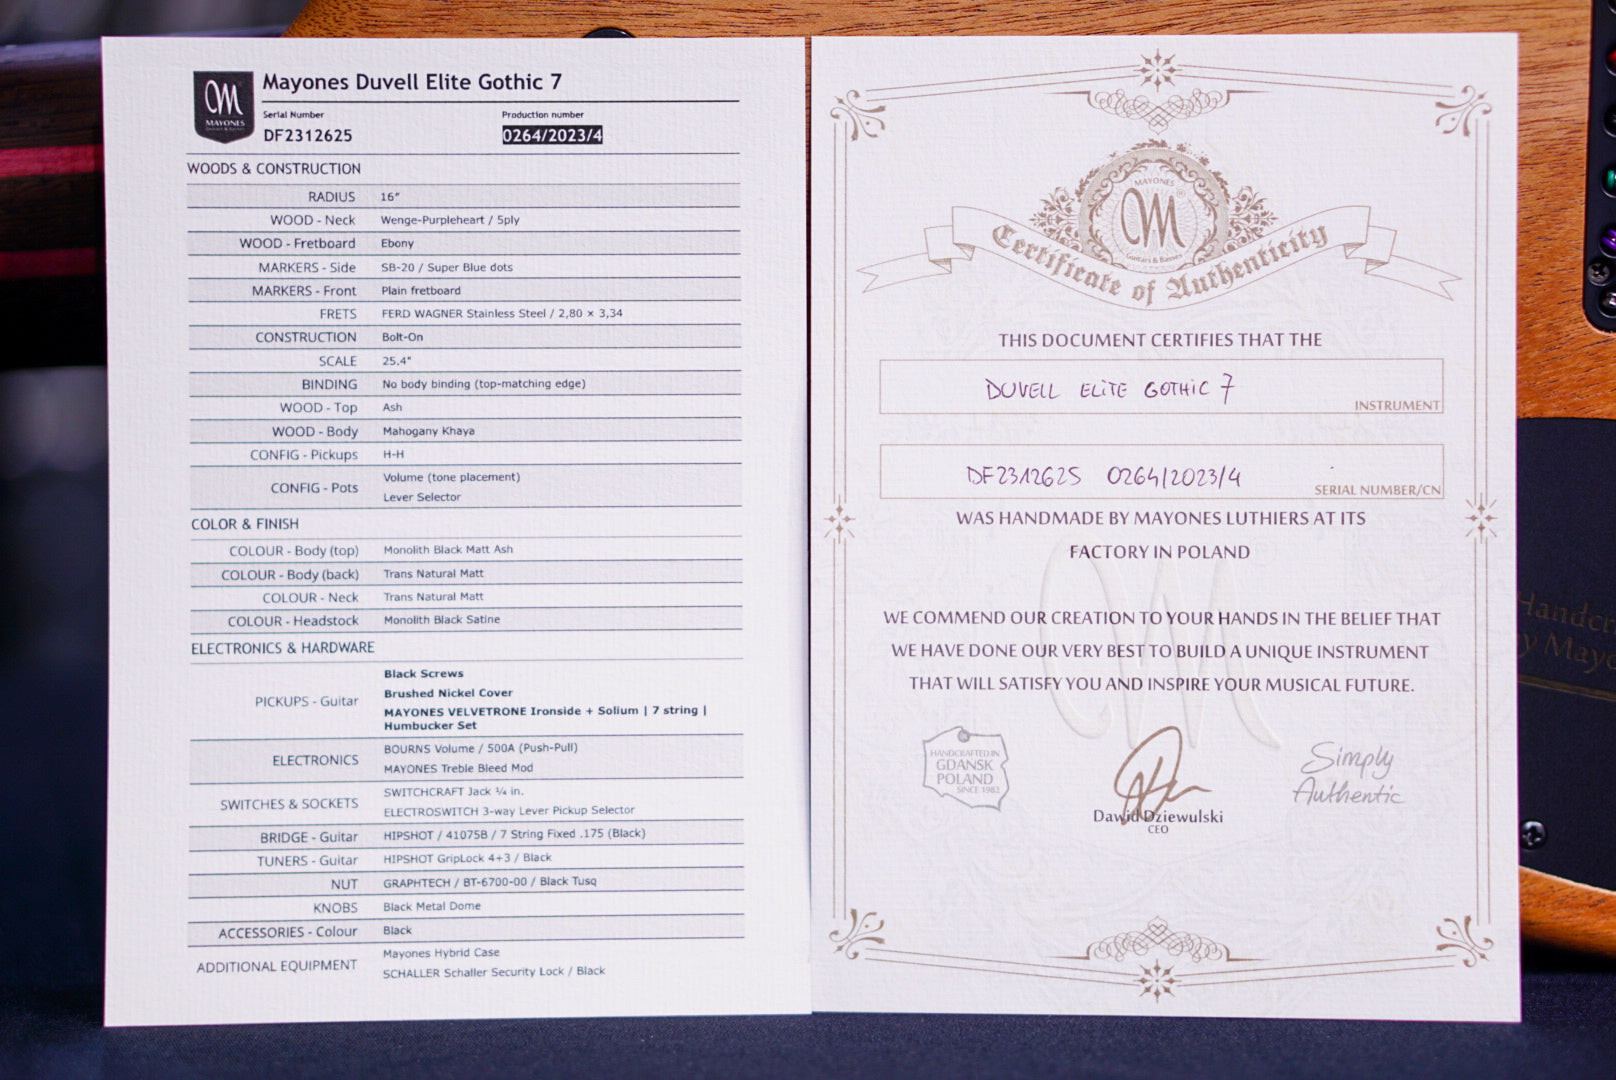 Mayones Duvell Elite Gothic 7
Serial Number
Production number
DF2312625
0264/2023/4
MAYONES
Guitars & Basses
WOODS & CONSTRUCTION
RADIUS 16"
WOOD - Neck Wenge-Purpleheart / 5ply
WOOD - Fretboard Ebony
MARKERS - Side SB-20 / Super Blue dots
MARKERS - Front Plain fretboard
FRETS FERD WAGNER Stainless Steel / 2,80 × 3,34
CONSTRUCTION Bolt-On
SCALE 25.4"
BINDING No body binding (top-matching edge)
WOOD - Top Ash
WOOD - Body Mahogany Khaya
CONFIG - Pickups H-H
CONFIG - Pots Volume (tone placement)
Lever Selector
COLOR & FINISH
COLOUR - Body (top) Monolith Black Matt Ash
COLOUR - Body (back) Trans Natural Matt
COLOUR - Neck Trans Natural Matt
COLOUR - Headstock Monolith Black Satine
ELECTRONICS & HARDWARE
PICKUPS - Guitar Black Screws
Brushed Nickel Cover
MAYONES VELVETRONE Ironside + Solium | 7 string |
Humbucker Set
ELECTRONICS BOURNS Volume / 500A (Push-Pull)
MAYONES Treble Bleed Mod
SWITCHES & SOCKETS SWITCHCRAFT Jack ¼ in.
ELECTROSWITCH 3-way Lever Pickup Selector
BRIDGE - Guitar HIPSHOT / 41075B / 7 String Fixed .175 (Black)
TUNERS - Guitar HIPSHOT GripLock 4+3 / Black
NUT GRAPHTECH / BT-6700-00 / Black Tusq
KNOBS Black Metal Dome
ACCESSORIES - Colour Black
ADDITIONAL EQUIPMENT Mayones Hybrid Case
SCHALLER Schaller Security Lock / Black
MAYONES
Guitars & Basses
Certificate of Authenticity
THIS DOCUMENT CERTIFIES THAT THE
DUVELL ELITE GOTHIC 7
INSTRUMENT
DF2312625 0264/2023/4
SERIAL NUMBER/CN
WAS HANDMADE BY MAYONES LUTHIERS AT ITS
FACTORY IN POLAND
WE COMMEND OUR CREATION TO YOUR HANDS IN THE BELIEF THAT
WE HAVE DONE OUR VERY BEST TO BUILD A UNIQUE INSTRUMENT
THAT WILL SATISFY YOU AND INSPIRE YOUR MUSICAL FUTURE.
HANDCRAFTED IN
GDANSK
POLAND
SINCE 1982
Dawid Dziewulski
CEO
Simply
Authentic